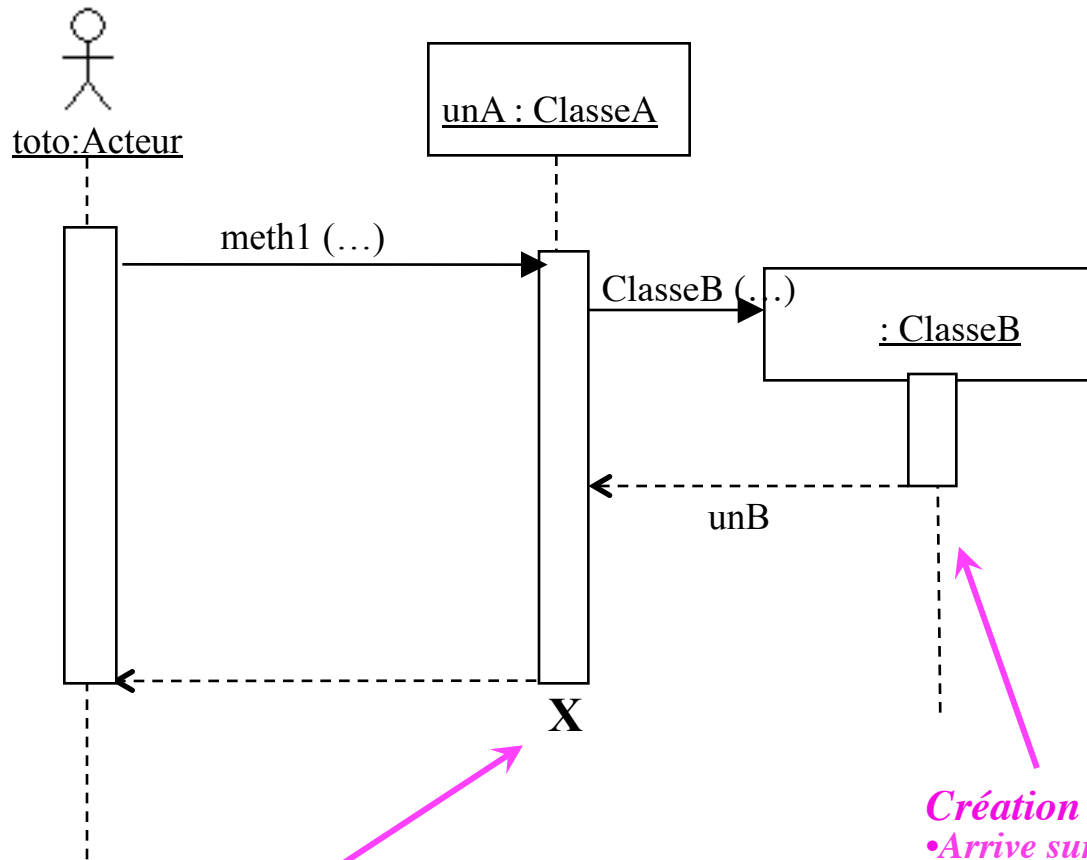 toto:Acteur
unA : ClasseA
meth1 (…)
ClasseB (…)
: ClasseB
unB
X
Création
•Arrive sur